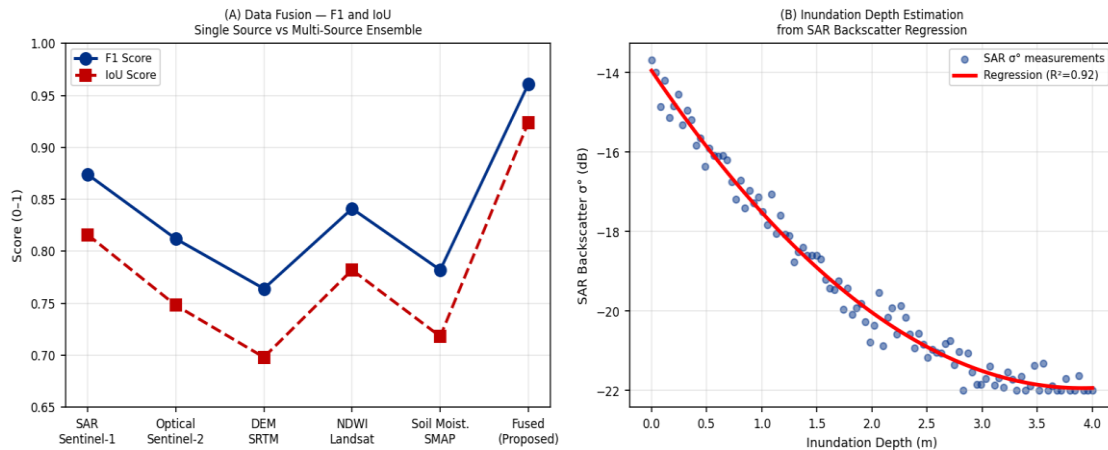 (A) Data Fusion — F1 and IoU
Single Source vs Multi-Source Ensemble
F1 Score
IoU Score
Score (0–1)
1.00
0.95
0.90
0.85
0.80
0.75
0.70
0.65
SAR
Sentinel-1
Optical
Sentinel-2
DEM
SRTM
NDWI
Landsat
Soil Moist.
SMAP
Fused
(Proposed)
(B) Inundation Depth Estimation
from SAR Backscatter Regression
SAR σ° measurements
Regression (R²=0.92)
SAR Backscatter σ° (dB)
−14
−16
−18
−20
−22
0.0
0.5
1.0
1.5
2.0
2.5
3.0
3.5
4.0
Inundation Depth (m)